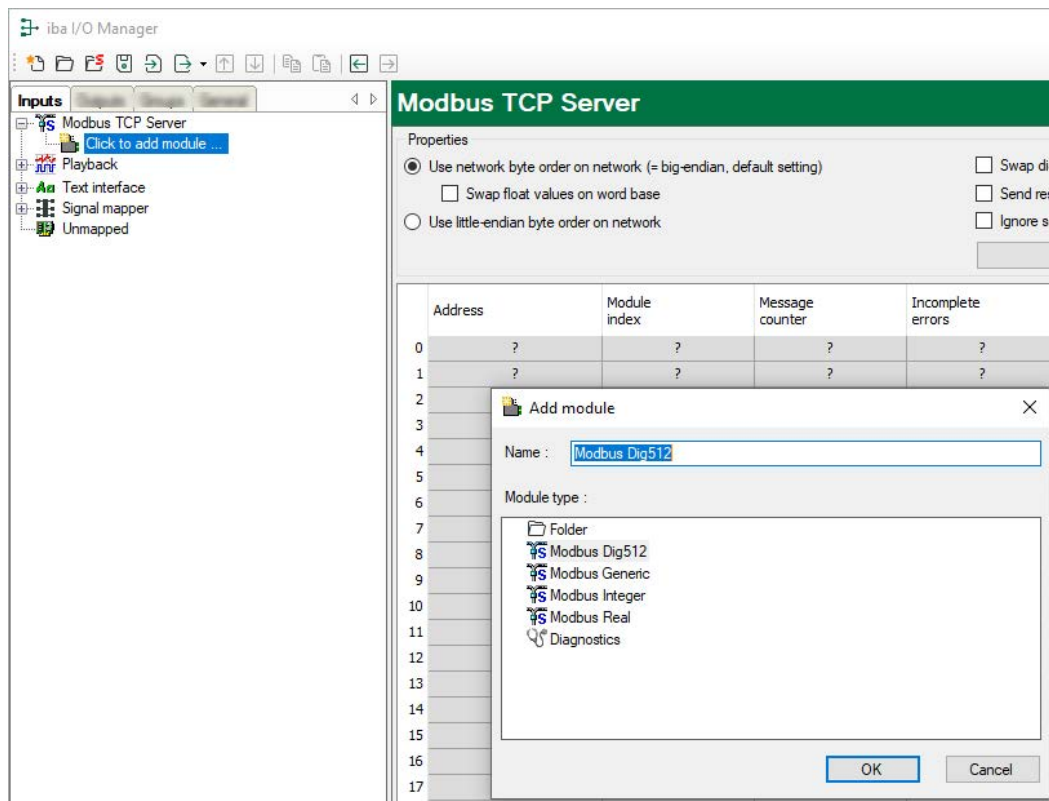 iba I/O Manager
Inputs
Modbus TCP Server
Click to add module ...
Playback
Text interface
Signal mapper
Unmapped
Modbus TCP Server
Properties
Use network byte order on network (= big-endian, default setting)
Swap di
Swap float values on word base
Send res
Use little-endian byte order on network
Ignore s
Address Module index Message counter Incomplete errors
0 ? ? ? ?
1 ? ? ? ?
2
3
4
5
6
7
8
9
10
11
12
13
14
15
16
17
Add module
Name : Modbus Dig512
Module type :
Folder
Modbus Dig512
Modbus Generic
Modbus Integer
Modbus Real
Diagnostics
OK Cancel